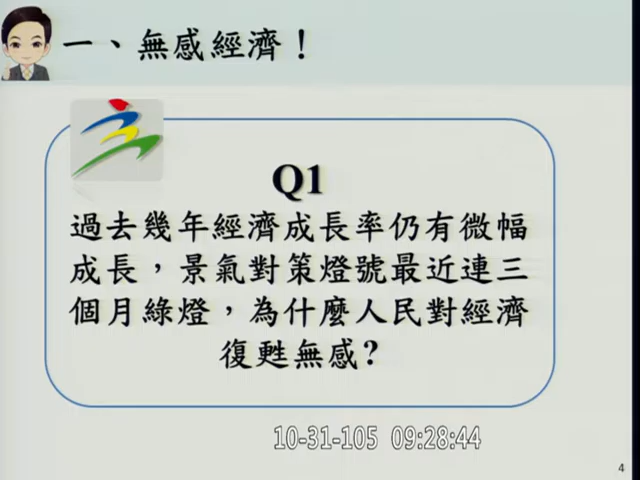 一、無感經濟！
Q1
過去幾年經濟成長率仍有微幅
成長，景氣對策燈號最近連三
個月綠燈，為什麼人民對經濟
復甦無感?
10-31-105 09:28:44
4